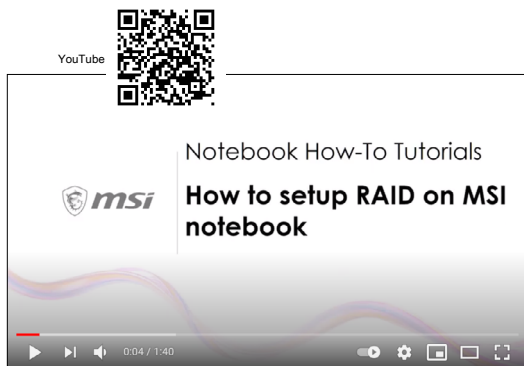 YouTube
Notebook How-To Tutorials
msi
How to setup RAID on MSI
notebook
0:04 / 1:40